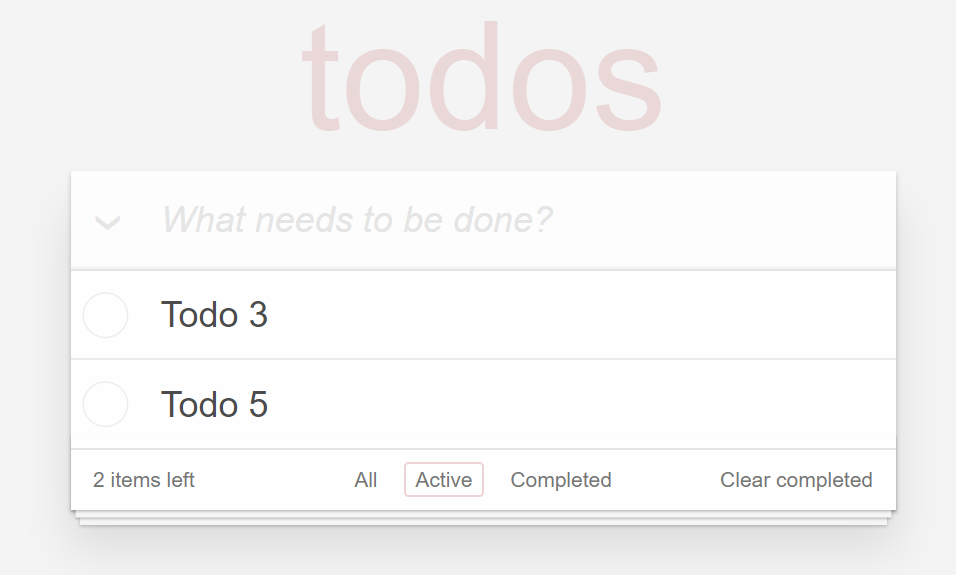 todos
What needs to be done?
Todo 3
Todo 5
2 items left All Active Completed Clear completed